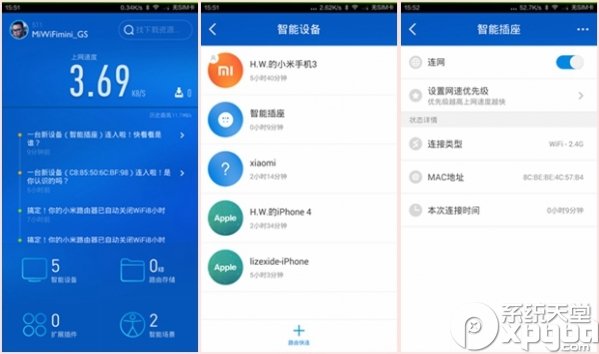 15:51
0.34K/s
无SIM卡
511
MiWiFimini_GS
找下载资源...
上网速度
3.69
KB/S
0
历史最高11.7MB/s
一台新设备(智能插座)连入啦!快看看是
谁?
9分钟前
一台新设备(C8:85:50:6C:BF:98)连入啦!是
你认识的吗?
5小时前
搞定!你的小米路由器已自动关闭WiFi8小时
7小时前
搞定!你的小米路由器已自动关闭WiFi8小时
5
智能设备
0KB
路由存储
0
扩展插件
2
智能场景
15:51
2.62K/s
无SIM卡
智能设备
H.W.的小米手机3
5小时40分钟
智能插座
0小时9分钟
xiaomi
2小时14分钟
Apple
H.W.的iPhone 4
2小时34分钟
Apple
lizexide-iPhone
5小时3分钟
路由快连
15:52
52.7K/s
无SIM卡
智能插座
连网
设置网速优先级
优先级越高上网速度越快
状态详情
连接类型
WiFi - 2.4G
MAC地址
8C:BE:BE:4C:57:B4
本次连接时间
0小时9分钟
系统天堂
xpgod
.com